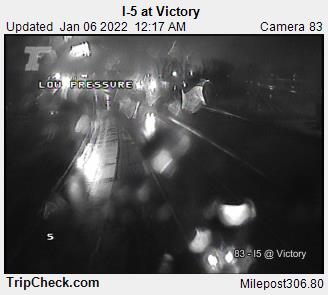 I-5 at Victory
Updated Jan 06 2022 12:17 AM Camera 83
LOW PRESSURE
S
83 - I5 @ Victory
TripCheck.com Milepost306.80